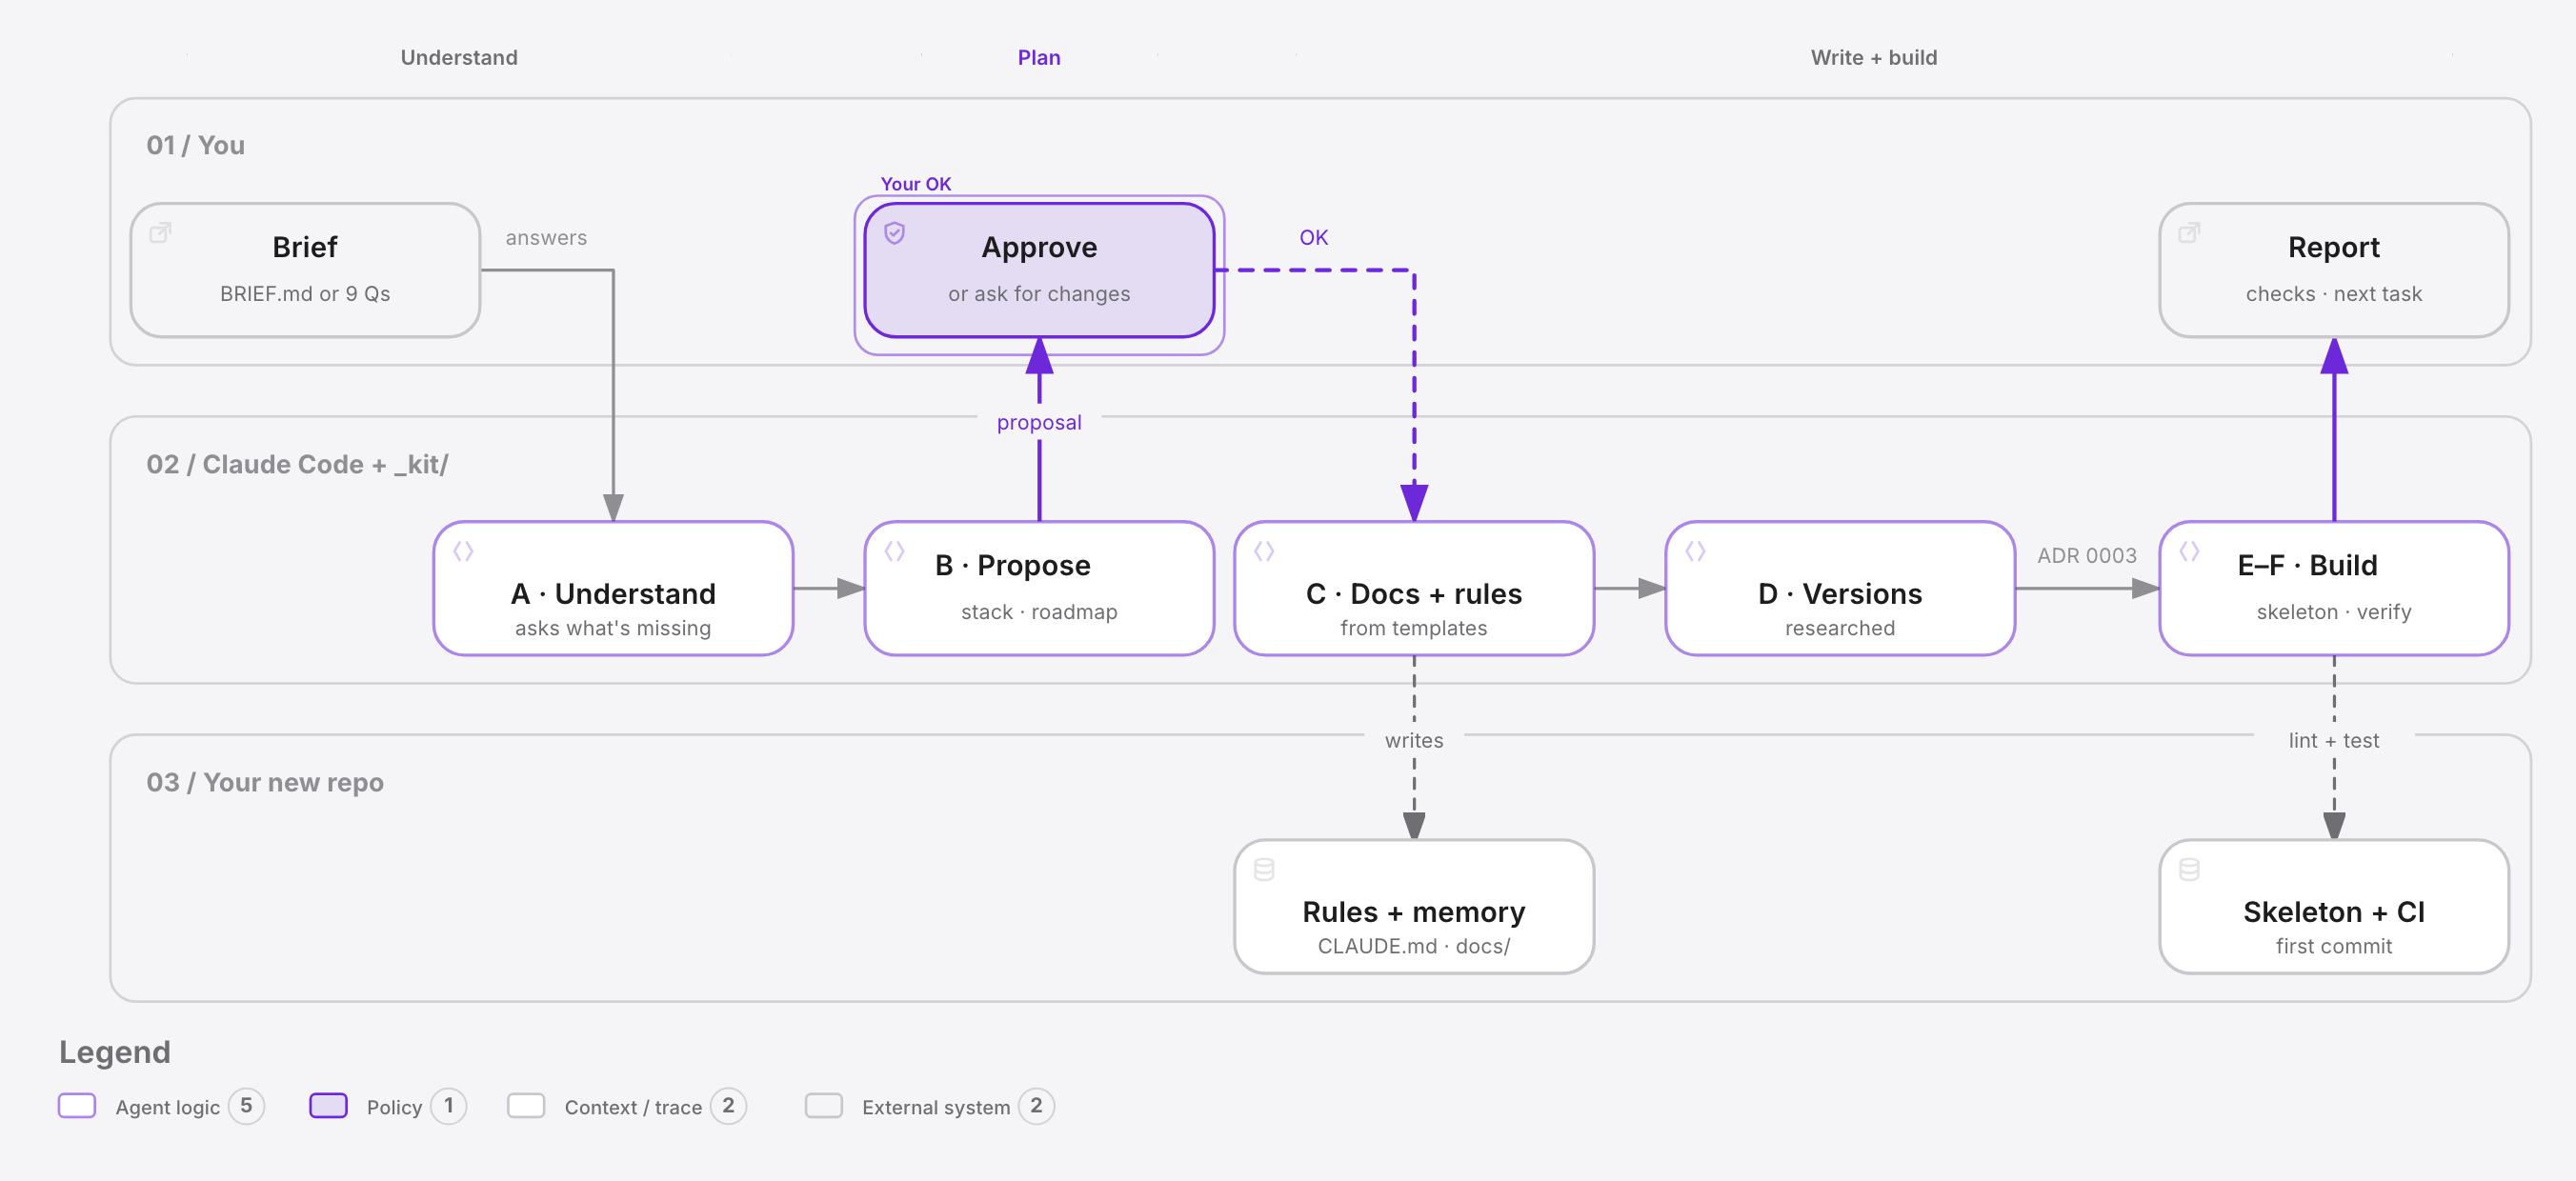 Understand
Plan
Write + build
01 / You
Your OK
Brief
BRIEF.md or 9 Qs
answers
Approve
or ask for changes
OK
Report
checks · next task
proposal
02 / Claude Code + _kit/
A · Understand
asks what's missing
B · Propose
stack · roadmap
C · Docs + rules
from templates
D · Versions
researched
ADR 0003
E–F · Build
skeleton · verify
writes
lint + test
03 / Your new repo
Rules + memory
CLAUDE.md · docs/
Skeleton + CI
first commit
Legend
Agent logic 5
Policy 1
Context / trace 2
External system 2